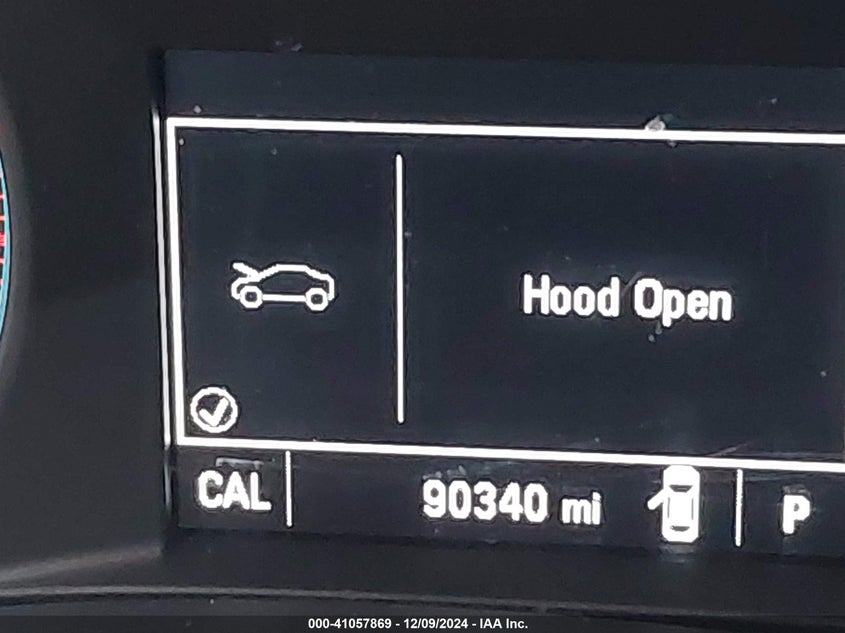 Hood Open
CAL
90340 mi
P
000-41057869 - 12/09/2024 - IAA Inc.